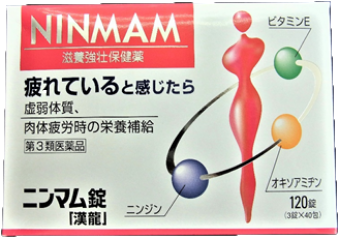 NINMAM
滋養強壮保健薬
疲れていると感じたら
虚弱体質、
肉体疲労時の栄養補給
第3類医薬品
ビタミンE
オキソアミヂン
ニンジン
ニンマム錠
「漢龍」
120錠
(3錠×40包)